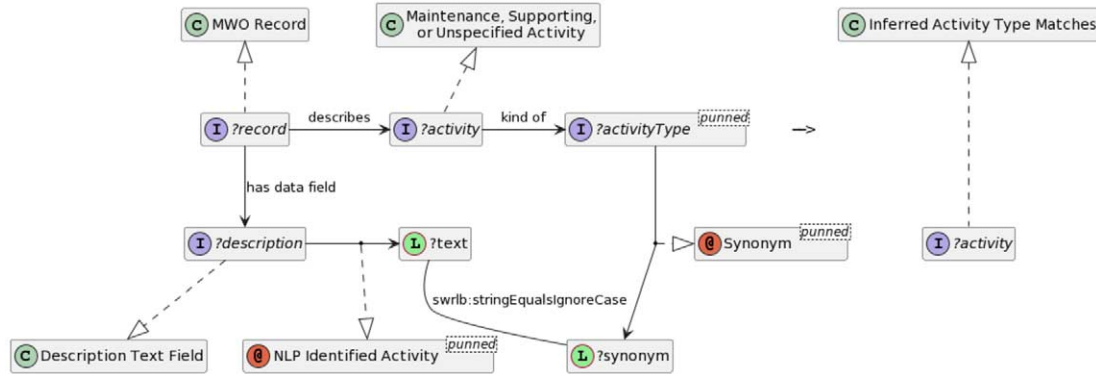 C MWO Record
C Maintenance, Supporting,
or Unspecified Activity
C Inferred Activity Type Matches
I ?record
describes
I ?activity
kind of
I ?activityType
punned
—>
has data field
I ?description
L ?text
@ Synonym
punned
I ?activity
swrlb:stringEqualsIgnoreCase
C Description Text Field
@ NLP Identified Activity
punned
L ?synonym